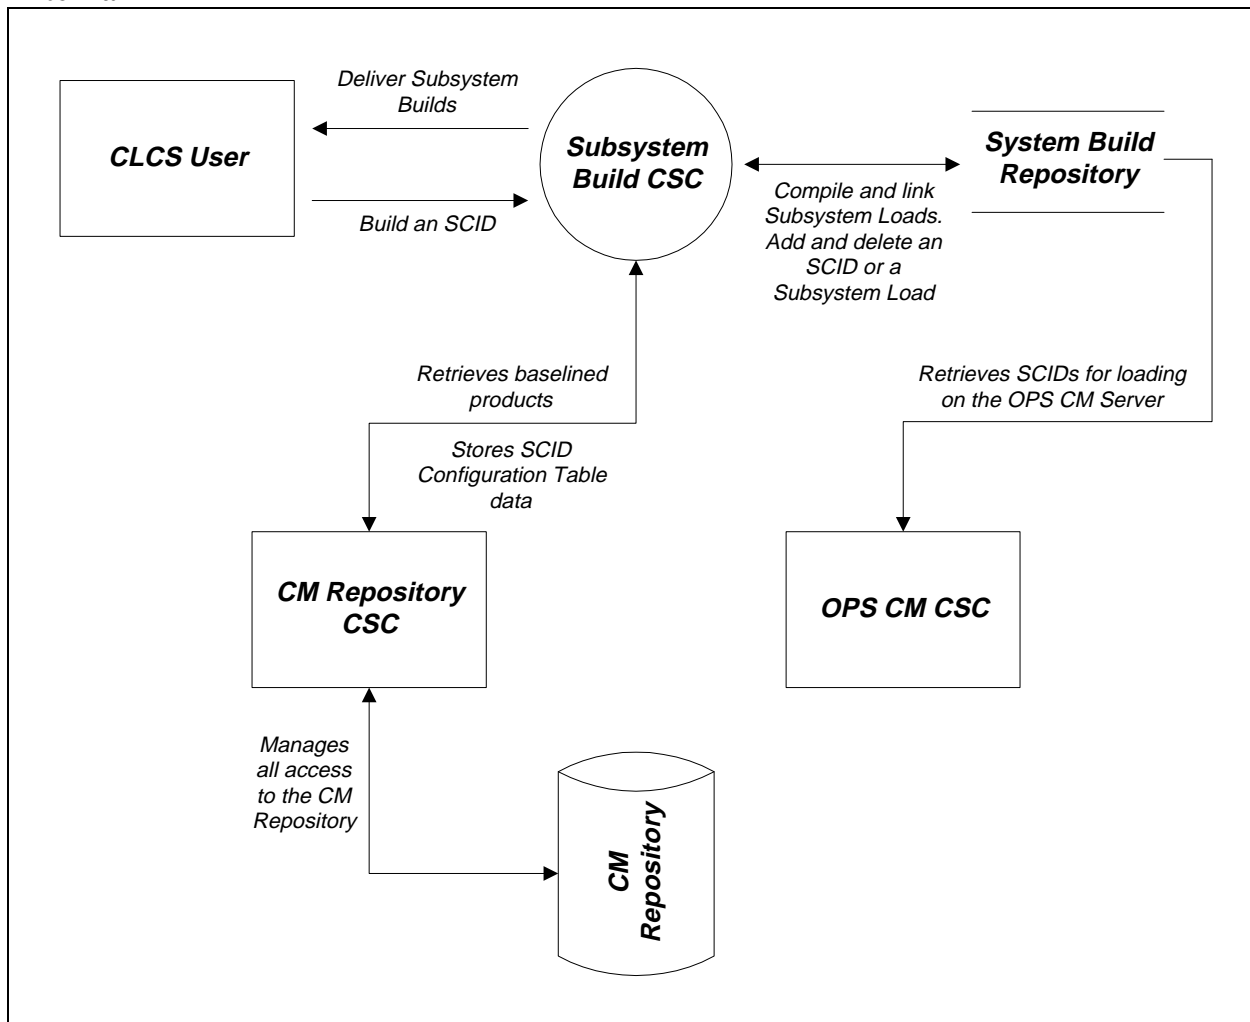 Deliver Subsystem
Builds
CLCS User
Build an SCID
Subsystem
Build CSC
System Build
Repository
Compile and link
Subsystem Loads.
Add and delete an
SCID or a
Subsystem Load
Retrieves baselined
products
Stores SCID
Configuration Table
data
Retrieves SCIDs for loading
on the OPS CM Server
CM Repository
CSC
OPS CM CSC
Manages
all access
to the CM
Repository
CM
Repository